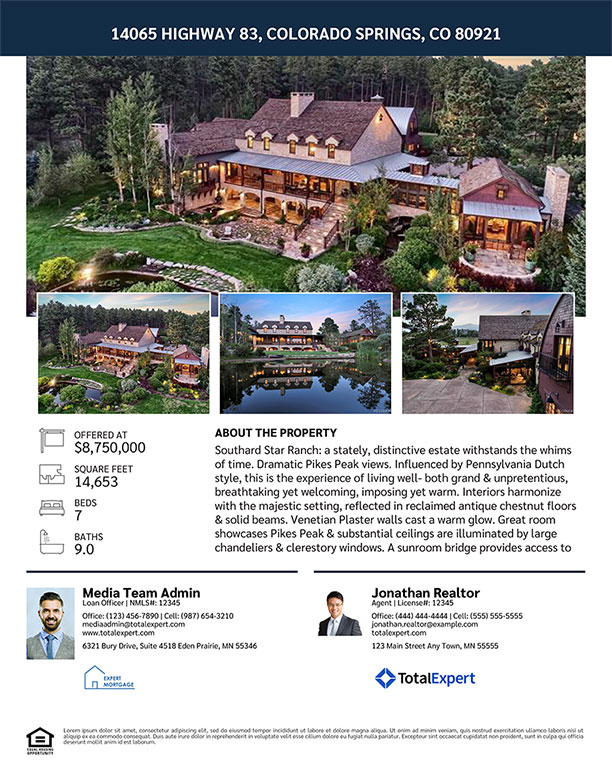 14065 HIGHWAY 83, COLORADO SPRINGS, CO 80921
OFFERED AT
$8,750,000
SQUARE FEET
14,653
BEDS
7
BATHS
9.0
ABOUT THE PROPERTY
Southard Star Ranch: a stately, distinctive estate withstands the whims
of time. Dramatic Pikes Peak views. Influenced by Pennsylvania Dutch
style, this is the experience of living well- both grand & unpretentious,
breathtaking yet welcoming, imposing yet warm. Interiors harmonize
with the majestic setting, reflected in reclaimed antique chestnut floors
& solid beams. Venetian Plaster walls cast a warm glow. Great room
showcases Pikes Peak & substantial ceilings are illuminated by large
chandeliers & clerestory windows. A sunroom bridge provides access to
Media Team Admin
Loan Officer | NMLS#: 12345
Office: (123) 456-7890 | Cell: (987) 654-3210
mediaadmin@totalexpert.com
www.totalexpert.com
6321 Bury Drive, Suite 4518 Eden Prairie, MN 55346
EXPERT
MORTGAGE
Jonathan Realtor
Agent | License#: 12345
Office: (444) 444-4444 | Cell: (555) 555-5555
jonathan.realtor@example.com
totalexpert.com
123 Main Street Any Town, MN 55555
TotalExpert
EQUAL HOUSING
OPPORTUNITY
Lorem ipsum dolor sit amet, consectetur adipiscing elit, sed do eiusmod tempor incididunt ut labore et dolore magna aliqua. Ut enim ad minim veniam, quis nostrud exercitation ullamco laboris nisi ut
aliquip ex ea commodo consequat. Duis aute irure dolor in reprehenderit in voluptate velit esse cillum dolore eu fugiat nulla pariatur. Excepteur sint occaecat cupidatat non proident, sunt in culpa qui officia
deserunt mollit anim id est laborum.